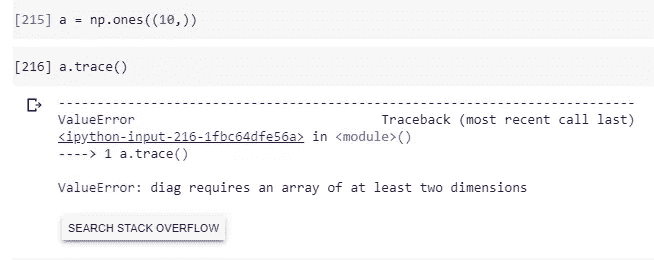 [215] a = np.ones((10,))
[216] a.trace()
---------------------------------------------------------------------------
ValueError                                Traceback (most recent call last)
<ipython-input-216-1fbc64dfe56a> in <module>()
----> 1 a.trace()
ValueError: diag requires an array of at least two dimensions
SEARCH STACK OVERFLOW